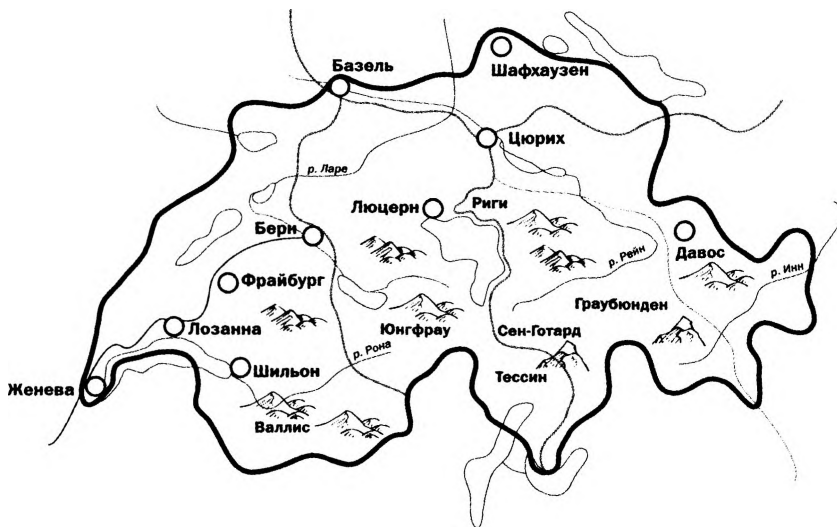 Базель
Шафхаузен
Цюрих
р. Ларе
Люцерн
Риги
Берн
Давос
р. Рейн
р. Инн
Фрайбург
Граубюнден
Лозанна
Юнгфрау
Сен-Готард
р. Рона
Шильон
Женева
Тессин
Валлис